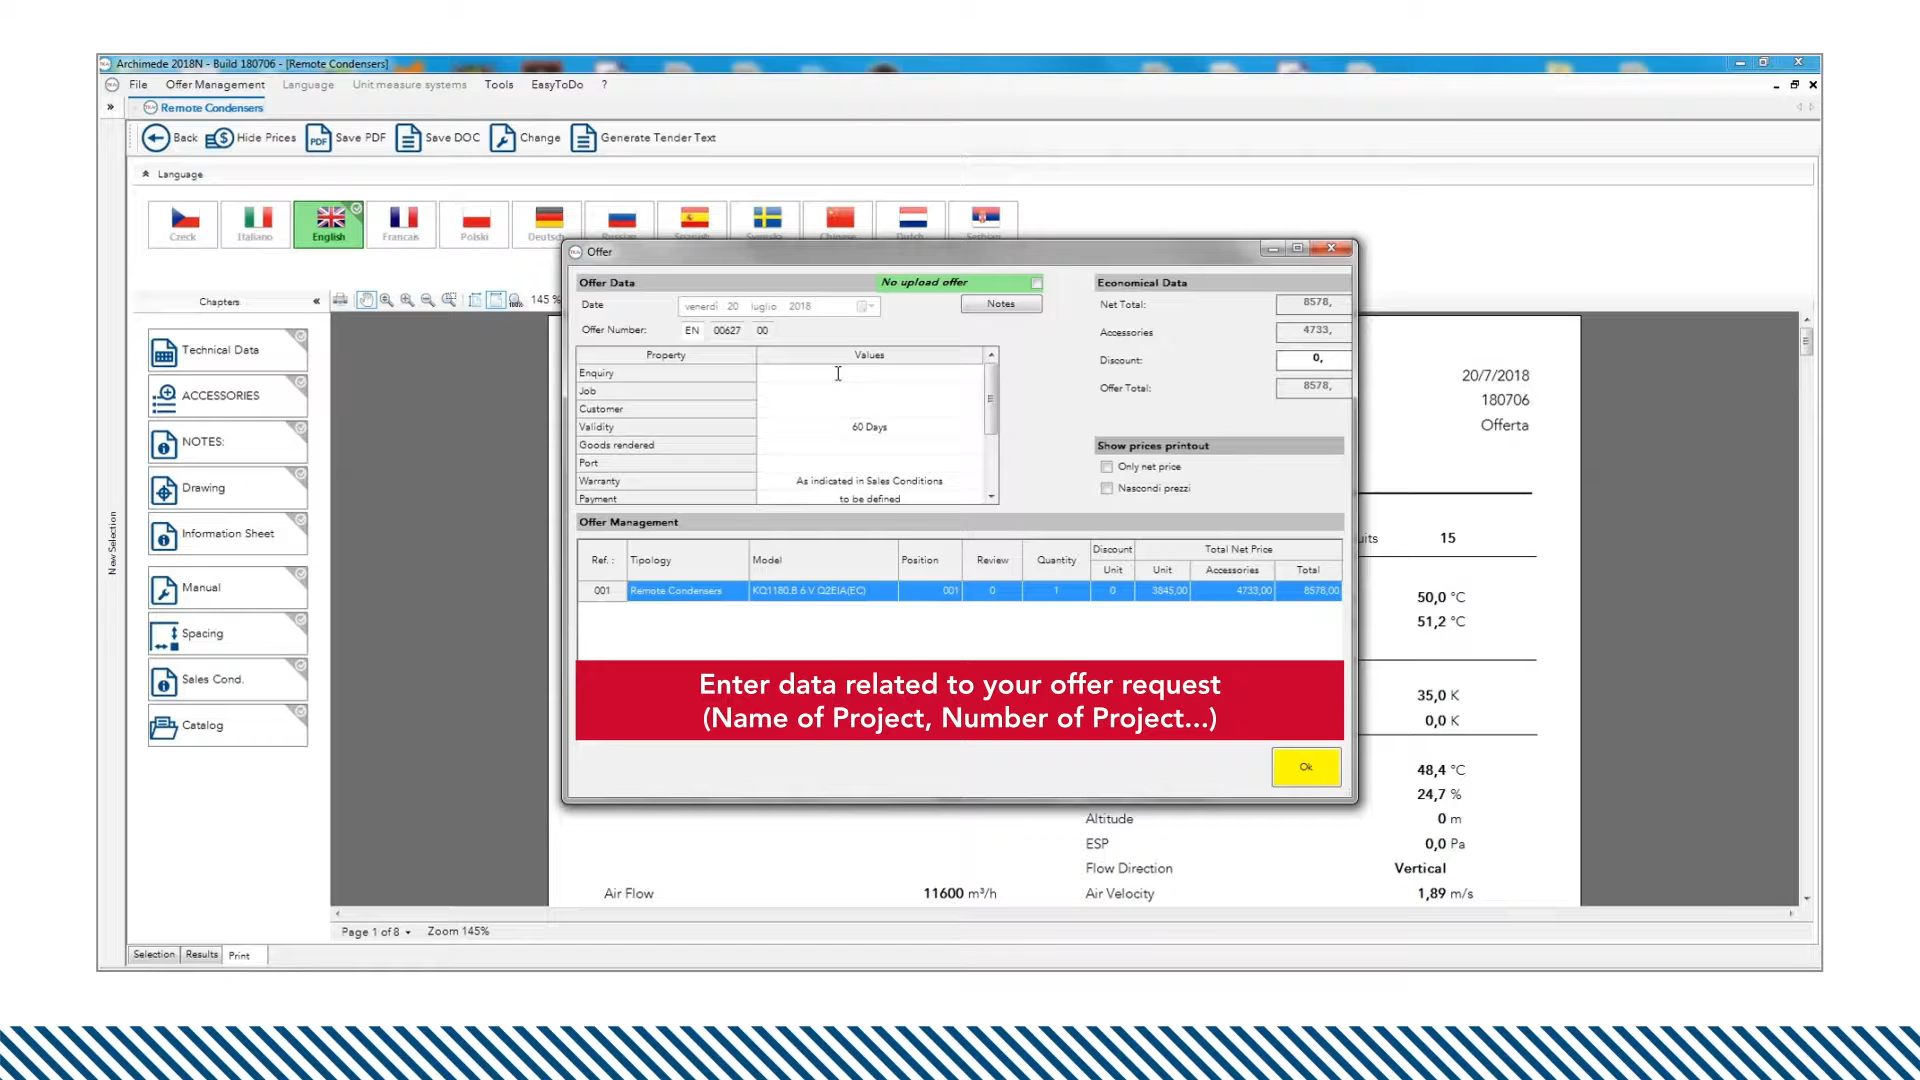 Archimede 2018N - Build 180706 - [Remote Condensers]
File Offer Management Language Unit measure systems Tools EasyToDo ?
» Remote Condensers
Back Hide Prices PDF Save PDF Save DOC Change Generate Tender Text
Language
Czeck Italiano English Francais Polski Deutsch
Chapters « 145 %
Technical Data
ACCESSORIES
NOTES:
Drawing
Information Sheet
Manual
Spacing
Sales Cond.
Catalog
New Selection
Offer
Offer Data No upload offer
Date venerdì 20 luglio 2018 Notes
Offer Number: EN 00627 00
Property Values
Enquiry
Job
Customer
Validity 60 Days
Goods rendered
Port
Warranty As indicated in Sales Conditions
Payment to be defined
Economical Data
Net Total: 8578,
Accessories 4733,
Discount: 0,
Offer Total: 8578,
Show prices printout
Only net price
Nascondi prezzi
Offer Management
Ref.: Tipology Model Position Review Quantity Discount Unit Total Net Price Unit Accessories Total
001 Remote Condensers KQ1180.B 6 V Q2EIA(EC) 001 0 1 0 3845,00 4733,00 8578,00
Enter data related to your offer request
(Name of Project, Number of Project...)
Ok
20/7/2018
180706
Offerta
uits 15
50,0 °C
51,2 °C
35,0 K
0,0 K
48,4 °C
24,7 %
Altitude 0 m
ESP 0,0 Pa
Flow Direction Vertical
Air Flow 11600 m³/h Air Velocity 1,89 m/s
Page 1 of 8 Zoom 145%
Selection Results Print